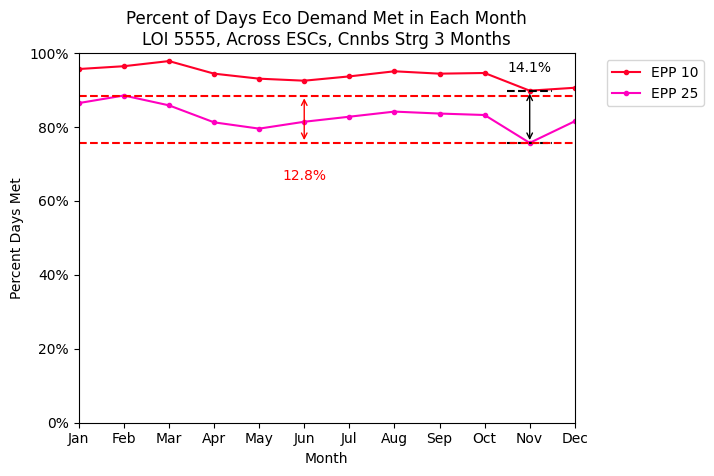 Percent of Days Eco Demand Met in Each Month
LOI 5555, Across ESCs, Cnnbs Strg 3 Months
100%
80%
60%
40%
20%
0%
Percent Days Met
14.1%
12.8%
EPP 10
EPP 25
Jan Feb Mar Apr May Jun Jul Aug Sep Oct Nov Dec
Month